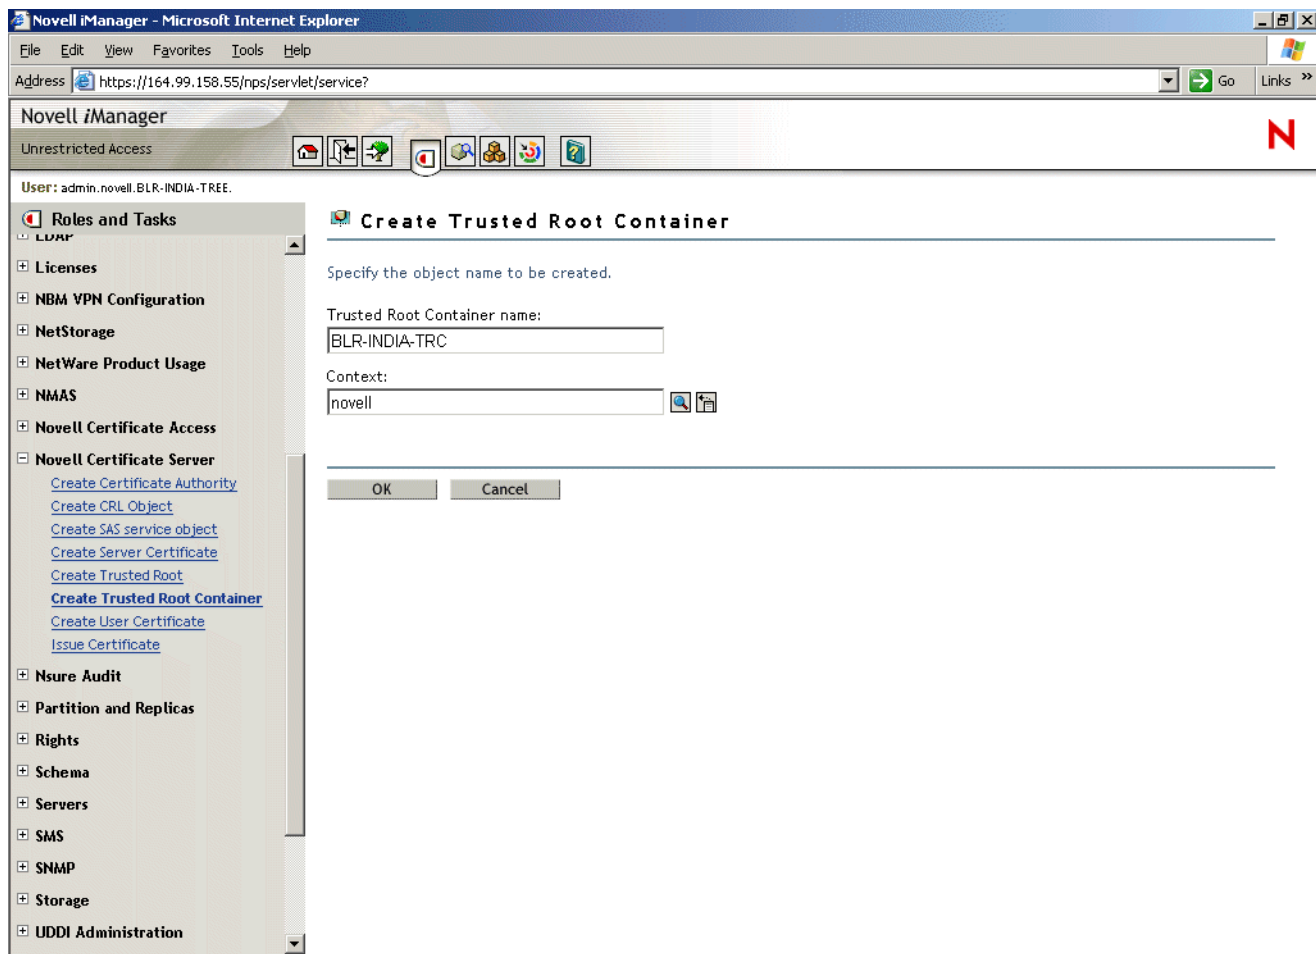 Novell iManager - Microsoft Internet Explorer
File Edit View Favorites Tools Help
Address https://164.99.158.55/nps/servlet/service? Go Links »
Novell iManager
Unrestricted Access
N
User: admin.novell.BLR-INDIA-TREE.
Roles and Tasks
LDAP
Licenses
NBM VPN Configuration
NetStorage
NetWare Product Usage
NMAS
Novell Certificate Access
Novell Certificate Server
Create Certificate Authority
Create CRL Object
Create SAS service object
Create Server Certificate
Create Trusted Root
Create Trusted Root Container
Create User Certificate
Issue Certificate
Nsure Audit
Partition and Replicas
Rights
Schema
Servers
SMS
SNMP
Storage
UDDI Administration
Create Trusted Root Container
Specify the object name to be created.
Trusted Root Container name:
BLR-INDIA-TRC
Context:
novell
OK Cancel